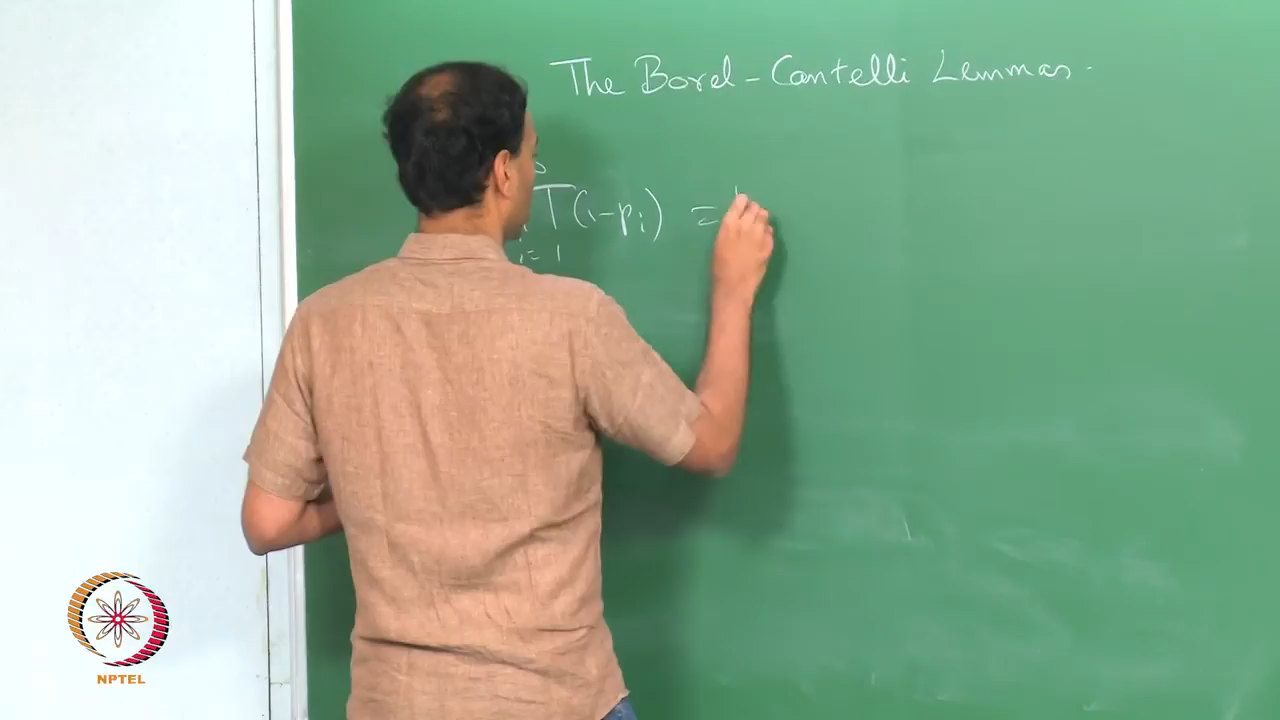 The Borel-Cantelli Lemmas.
∏(1-pᵢ) =
i=1
NPTEL